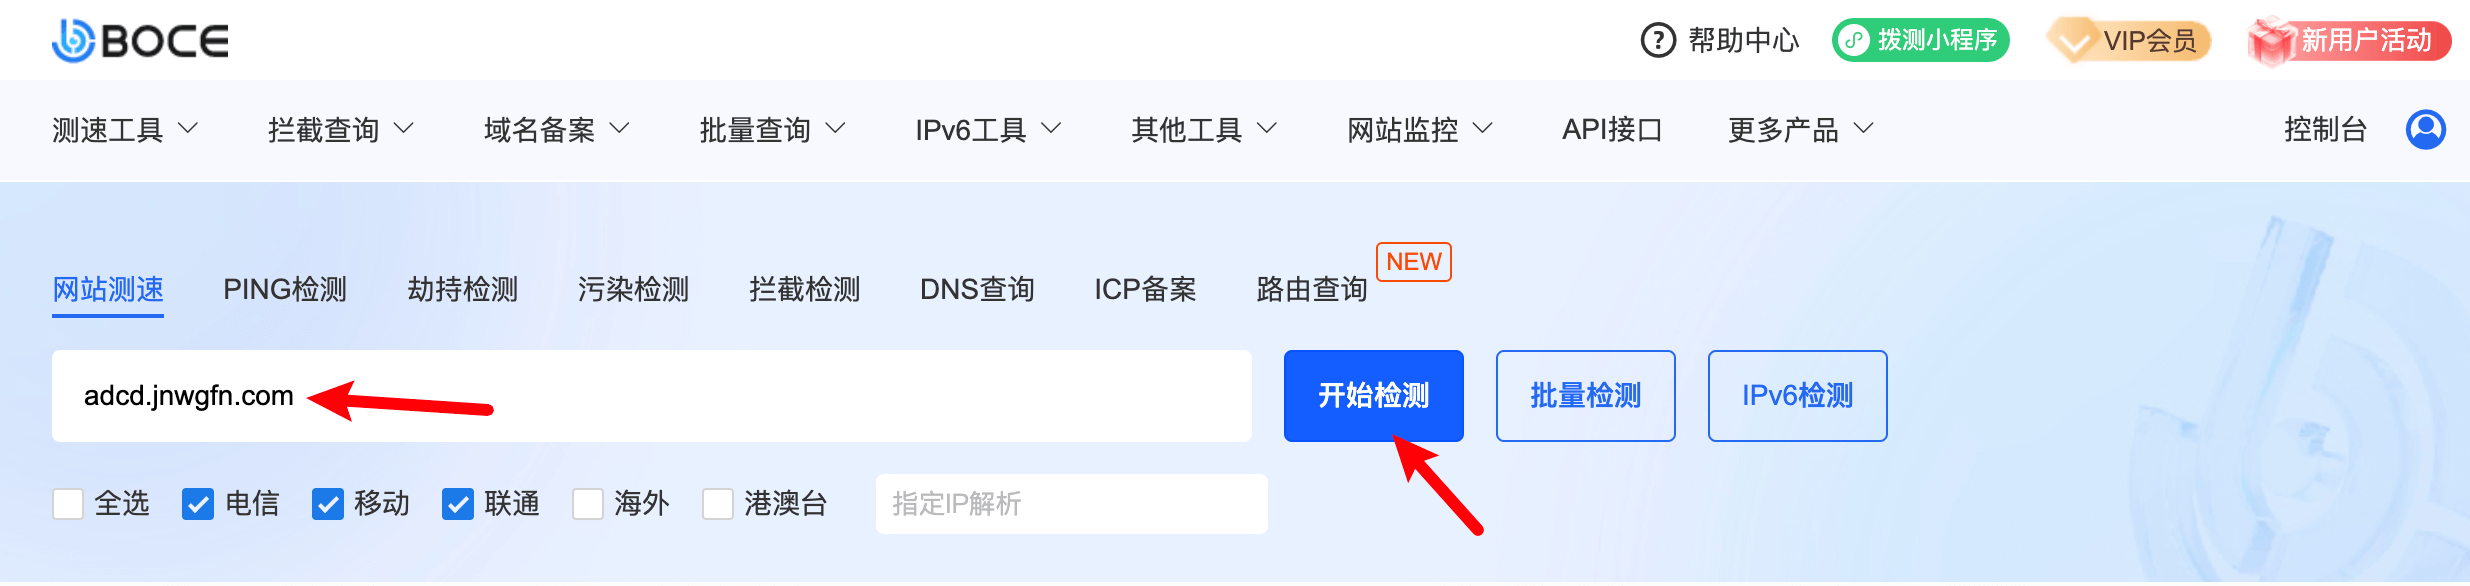 BOCE
? 帮助中心 拨测小程序 VIP会员 新用户活动
测速工具 拦截查询 域名备案 批量查询 IPv6工具 其他工具 网站监控 API接口 更多产品 控制台
NEW
网站测速 PING检测 劫持检测 污染检测 拦截检测 DNS查询 ICP备案 路由查询
adcd.jnwgfn.com 开始检测 批量检测 IPv6检测
全选 电信 移动 联通 海外 港澳台 指定IP解析